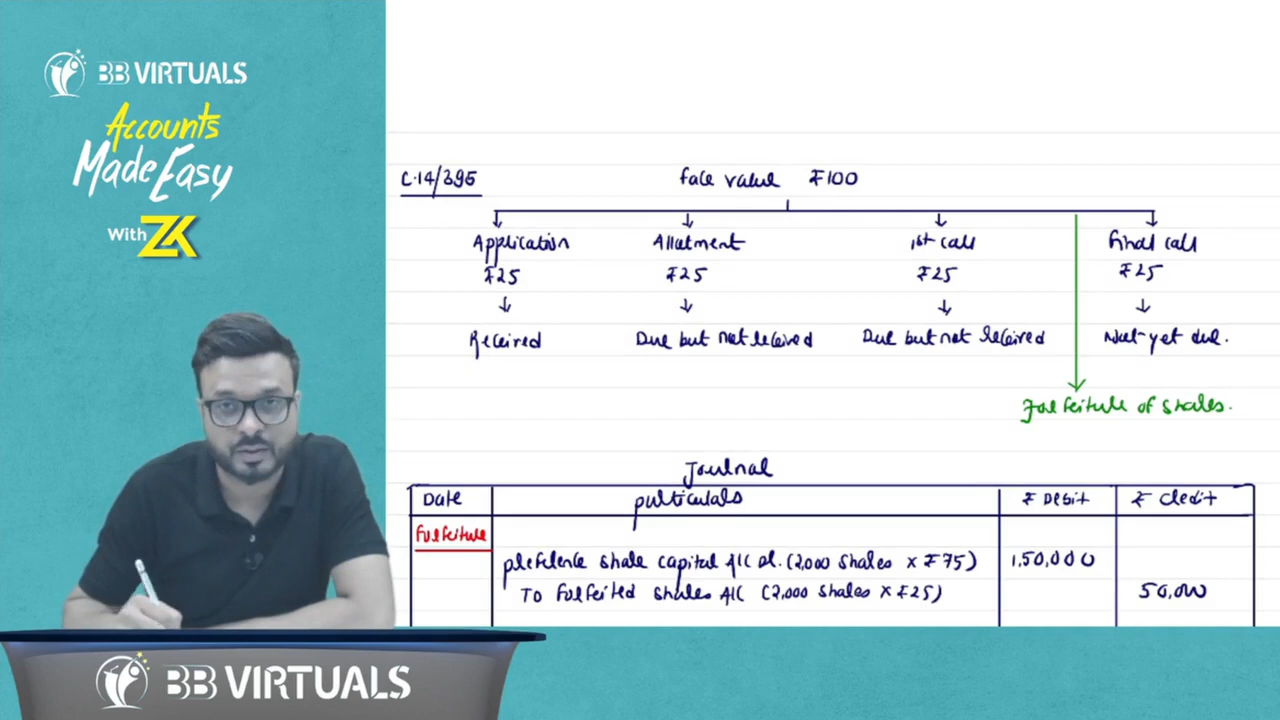 BB VIRTUALS
Accounts
Made Easy
With ZK
C.14/395
face value ₹100
Application Allotment 1st call final call
₹25 ₹25 ₹25 ₹25
Received Due but not received Due but not received Not yet due.
Forfeiture of shares.
Journal
Date particulars ₹ Debit ₹ Credit
Forfeiture
preference share capital A/c dr. (2,000 shares × ₹75) 1,50,000
To Forfeited shares A/c (2,000 shares × ₹25) 50,000
BB VIRTUALS